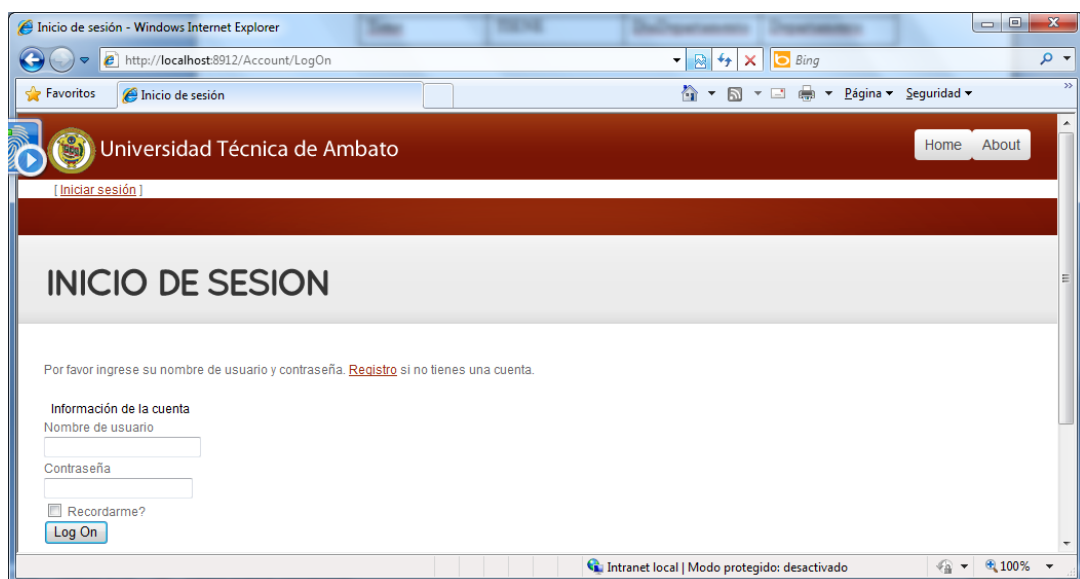 Inicio de sesión - Windows Internet Explorer
http://localhost:8912/Account/LogOn
Bing
Favoritos
Inicio de sesión
Página
Seguridad
»
Universidad Técnica de Ambato
Home
About
[ Iniciar sesión ]
INICIO DE SESION
Por favor ingrese su nombre de usuario y contraseña. Registro si no tienes una cuenta.
Información de la cuenta
Nombre de usuario
Contraseña
Recordarme?
Log On
Intranet local | Modo protegido: desactivado
100%